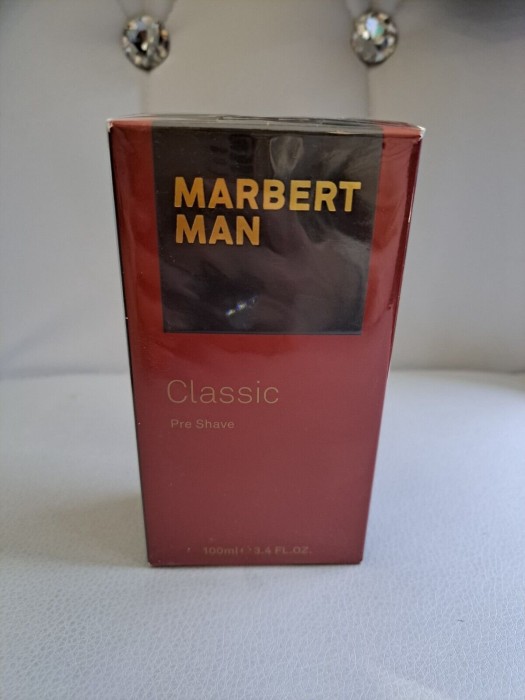 MARBERT
MAN
Classic
Pre Shave
100ml ℮ 3.4 FL.OZ.